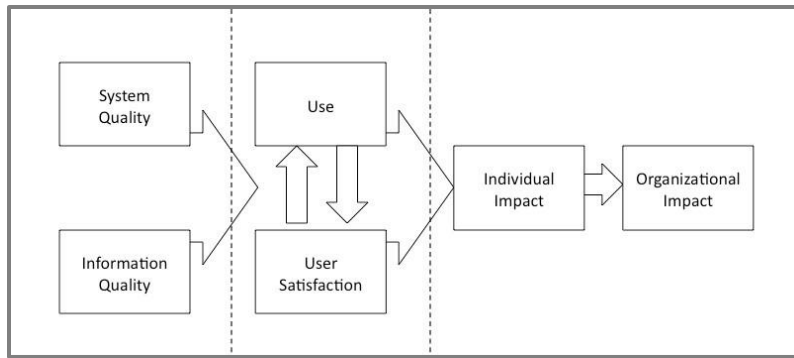 System
Quality
Use
Individual
Impact
Organizational
Impact
Information
Quality
User
Satisfaction